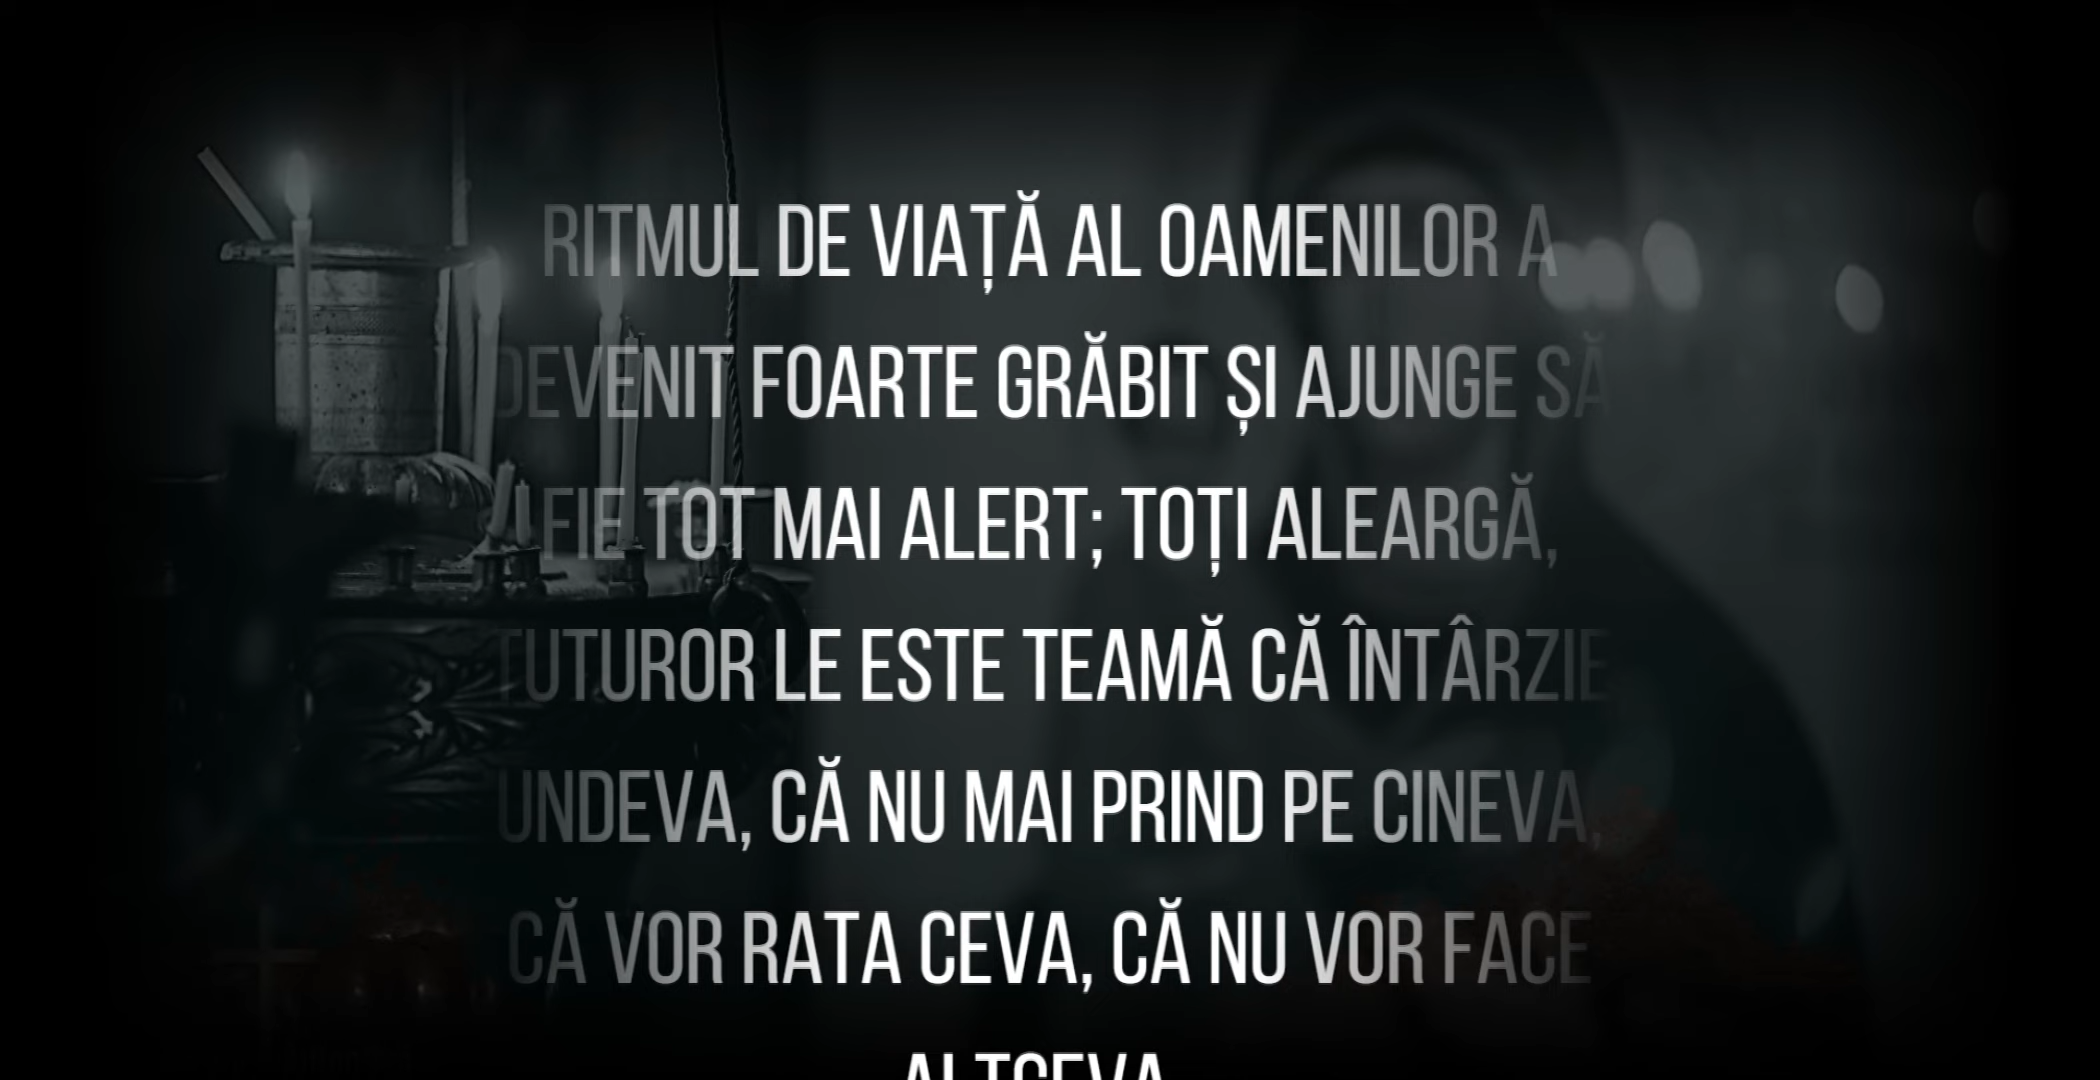 RITMUL DE VIAȚĂ AL OAMENILOR A
DEVENIT FOARTE GRĂBIT ȘI AJUNGE SĂ
FIE TOT MAI ALERT; TOȚI ALEARGĂ,
TUTUROR LE ESTE TEAMĂ CĂ ÎNTÂRZIE
UNDEVA, CĂ NU MAI PRIND PE CINEVA,
CĂ VOR RATA CEVA, CĂ NU VOR FACE
ALTCEVA